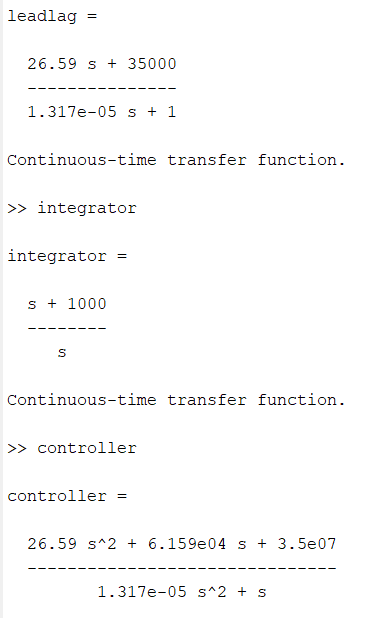 leadlag =
26.59 s + 35000
---------------
1.317e-05 s + 1
Continuous-time transfer function.
>> integrator
integrator =
s + 1000
--------
s
Continuous-time transfer function.
>> controller
controller =
26.59 s^2 + 6.159e04 s + 3.5e07
-------------------------------
1.317e-05 s^2 + s